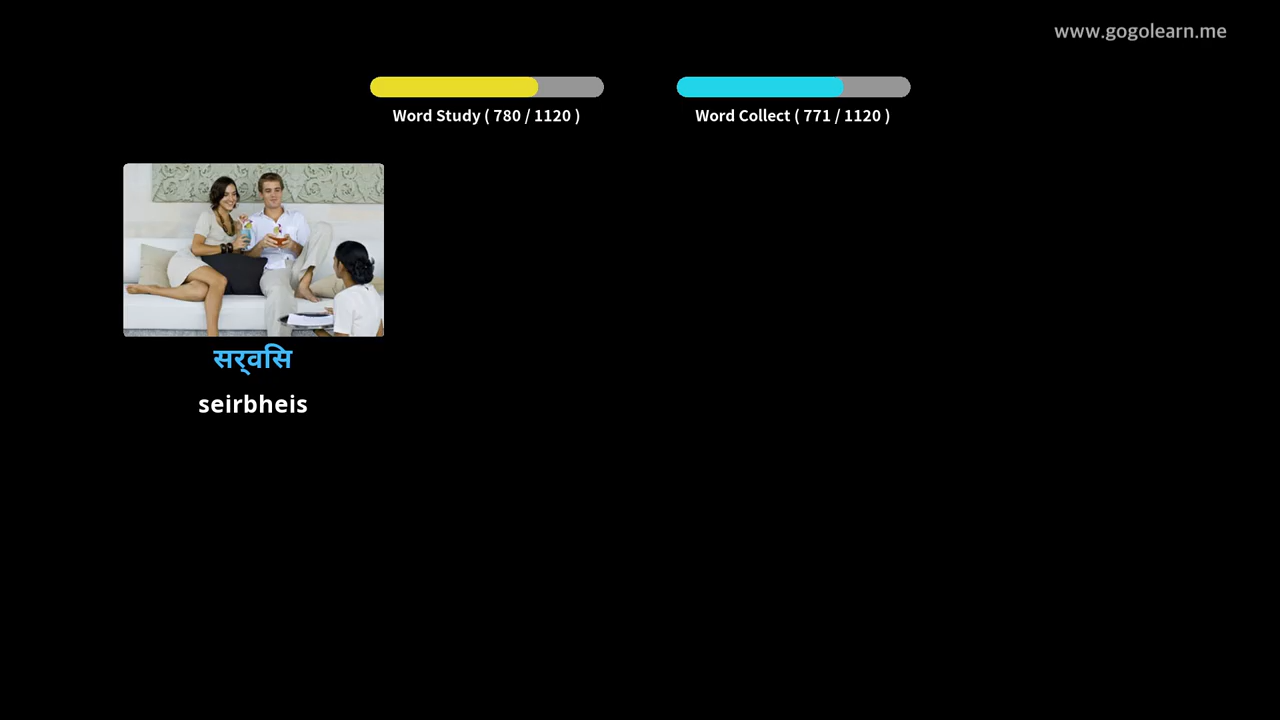 www.gogolearn.me
Word Study ( 780 / 1120 )
Word Collect ( 771 / 1120 )
सर्वसि
seirbheis